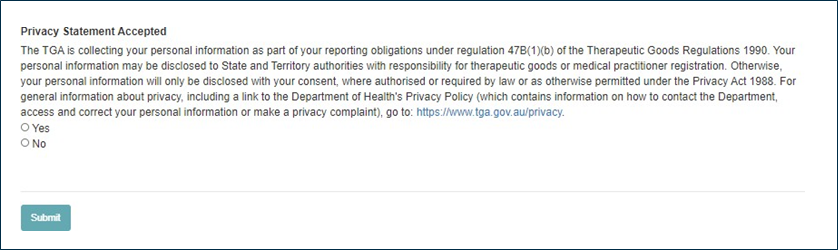 Privacy Statement Accepted
The TGA is collecting your personal information as part of your reporting obligations under regulation 47B(1)(b) of the Therapeutic Goods Regulations 1990. Your
personal information may be disclosed to State and Territory authorities with responsibility for therapeutic goods or medical practitioner registration. Otherwise,
your personal information will only be disclosed with your consent, where authorised or required by law or as otherwise permitted under the Privacy Act 1988. For
general information about privacy, including a link to the Department of Health's Privacy Policy (which contains information on how to contact the Department,
access and correct your personal information or make a privacy complaint), go to: https://www.tga.gov.au/privacy.
Yes
No
Submit